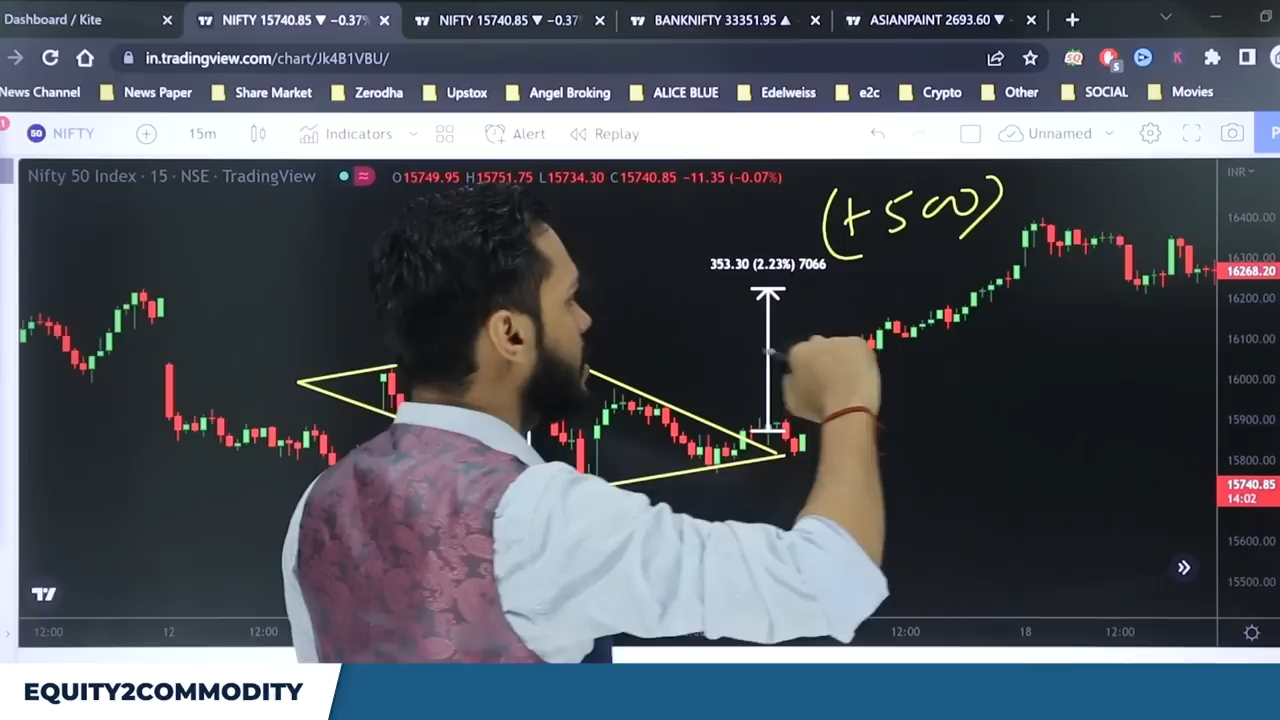 Dashboard / Kite
NIFTY 15740.85 ▼ −0.37%
NIFTY 15740.85 ▼ −0.37
BANKNIFTY 33351.95 ▲
ASIANPAINT 2693.60 ▼
in.tradingview.com/chart/Jk4B1VBU/
News Channel News Paper Share Market Zerodha Upstox Angel Broking ALICE BLUE Edelweiss e2c Crypto Other SOCIAL Movies
50 NIFTY 15m Indicators Alert Replay Unnamed P
Nifty 50 Index · 15 · NSE · TradingView O15749.95 H15751.75 L15734.30 C15740.85 −11.35 (−0.07%)
INR
(+500)
353.30 (2.23%) 7066
16400.00
16300.00
16268.20
16200.00
16100.00
16000.00
15900.00
15800.00
15740.85
14:02
15600.00
15500.00
12:00 12 12:00 12:00 18 12:00
EQUITY2COMMODITY